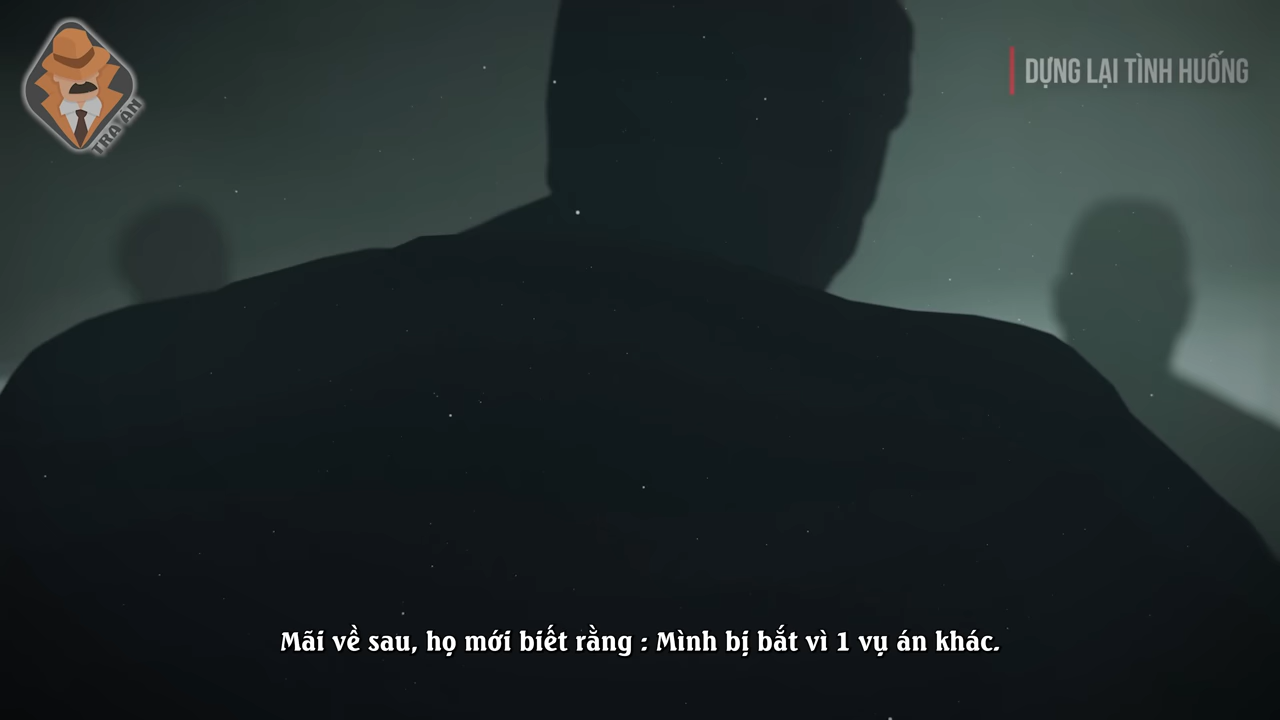 TRA ÁN
DỰNG LẠI TÌNH HUỐNG
Mãi về sau, họ mới biết rằng : Mình bị bắt vì 1 vụ án khác.